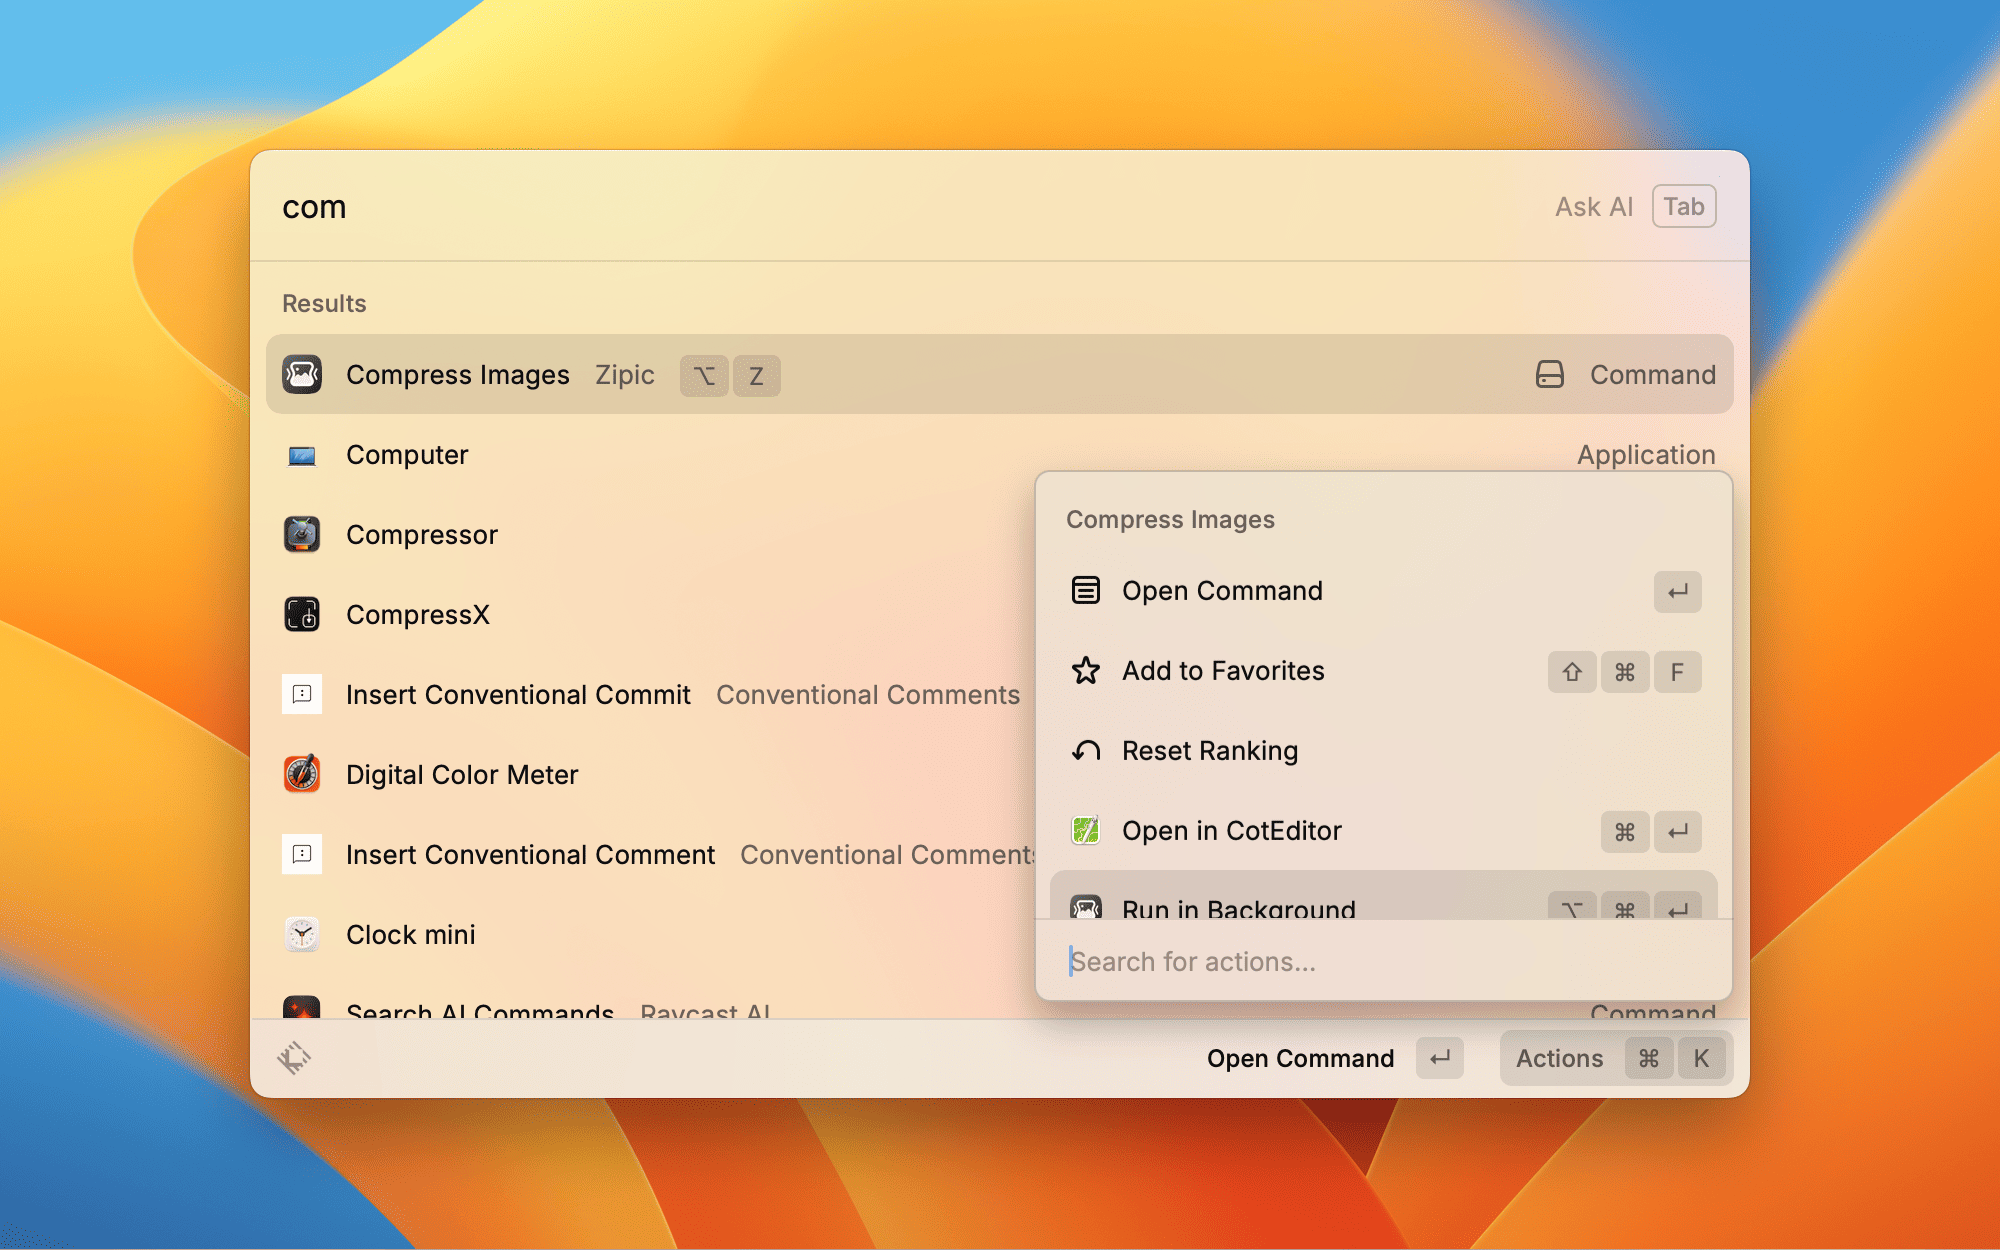 com Ask AI Tab
Results
Compress Images Zipic ⌥ Z Command
Computer Application
Compressor
CompressX
Insert Conventional Commit Conventional Comments
Digital Color Meter
Insert Conventional Comment Conventional Comments
Clock mini
Search AI Commands Raycast AI Command
Compress Images
Open Command ↵
Add to Favorites ⇧ ⌘ F
Reset Ranking
Open in CotEditor ⌘ ↵
Run in Background ⌥ ⌘ ↵
Search for actions...
Open Command ↵ Actions ⌘ K